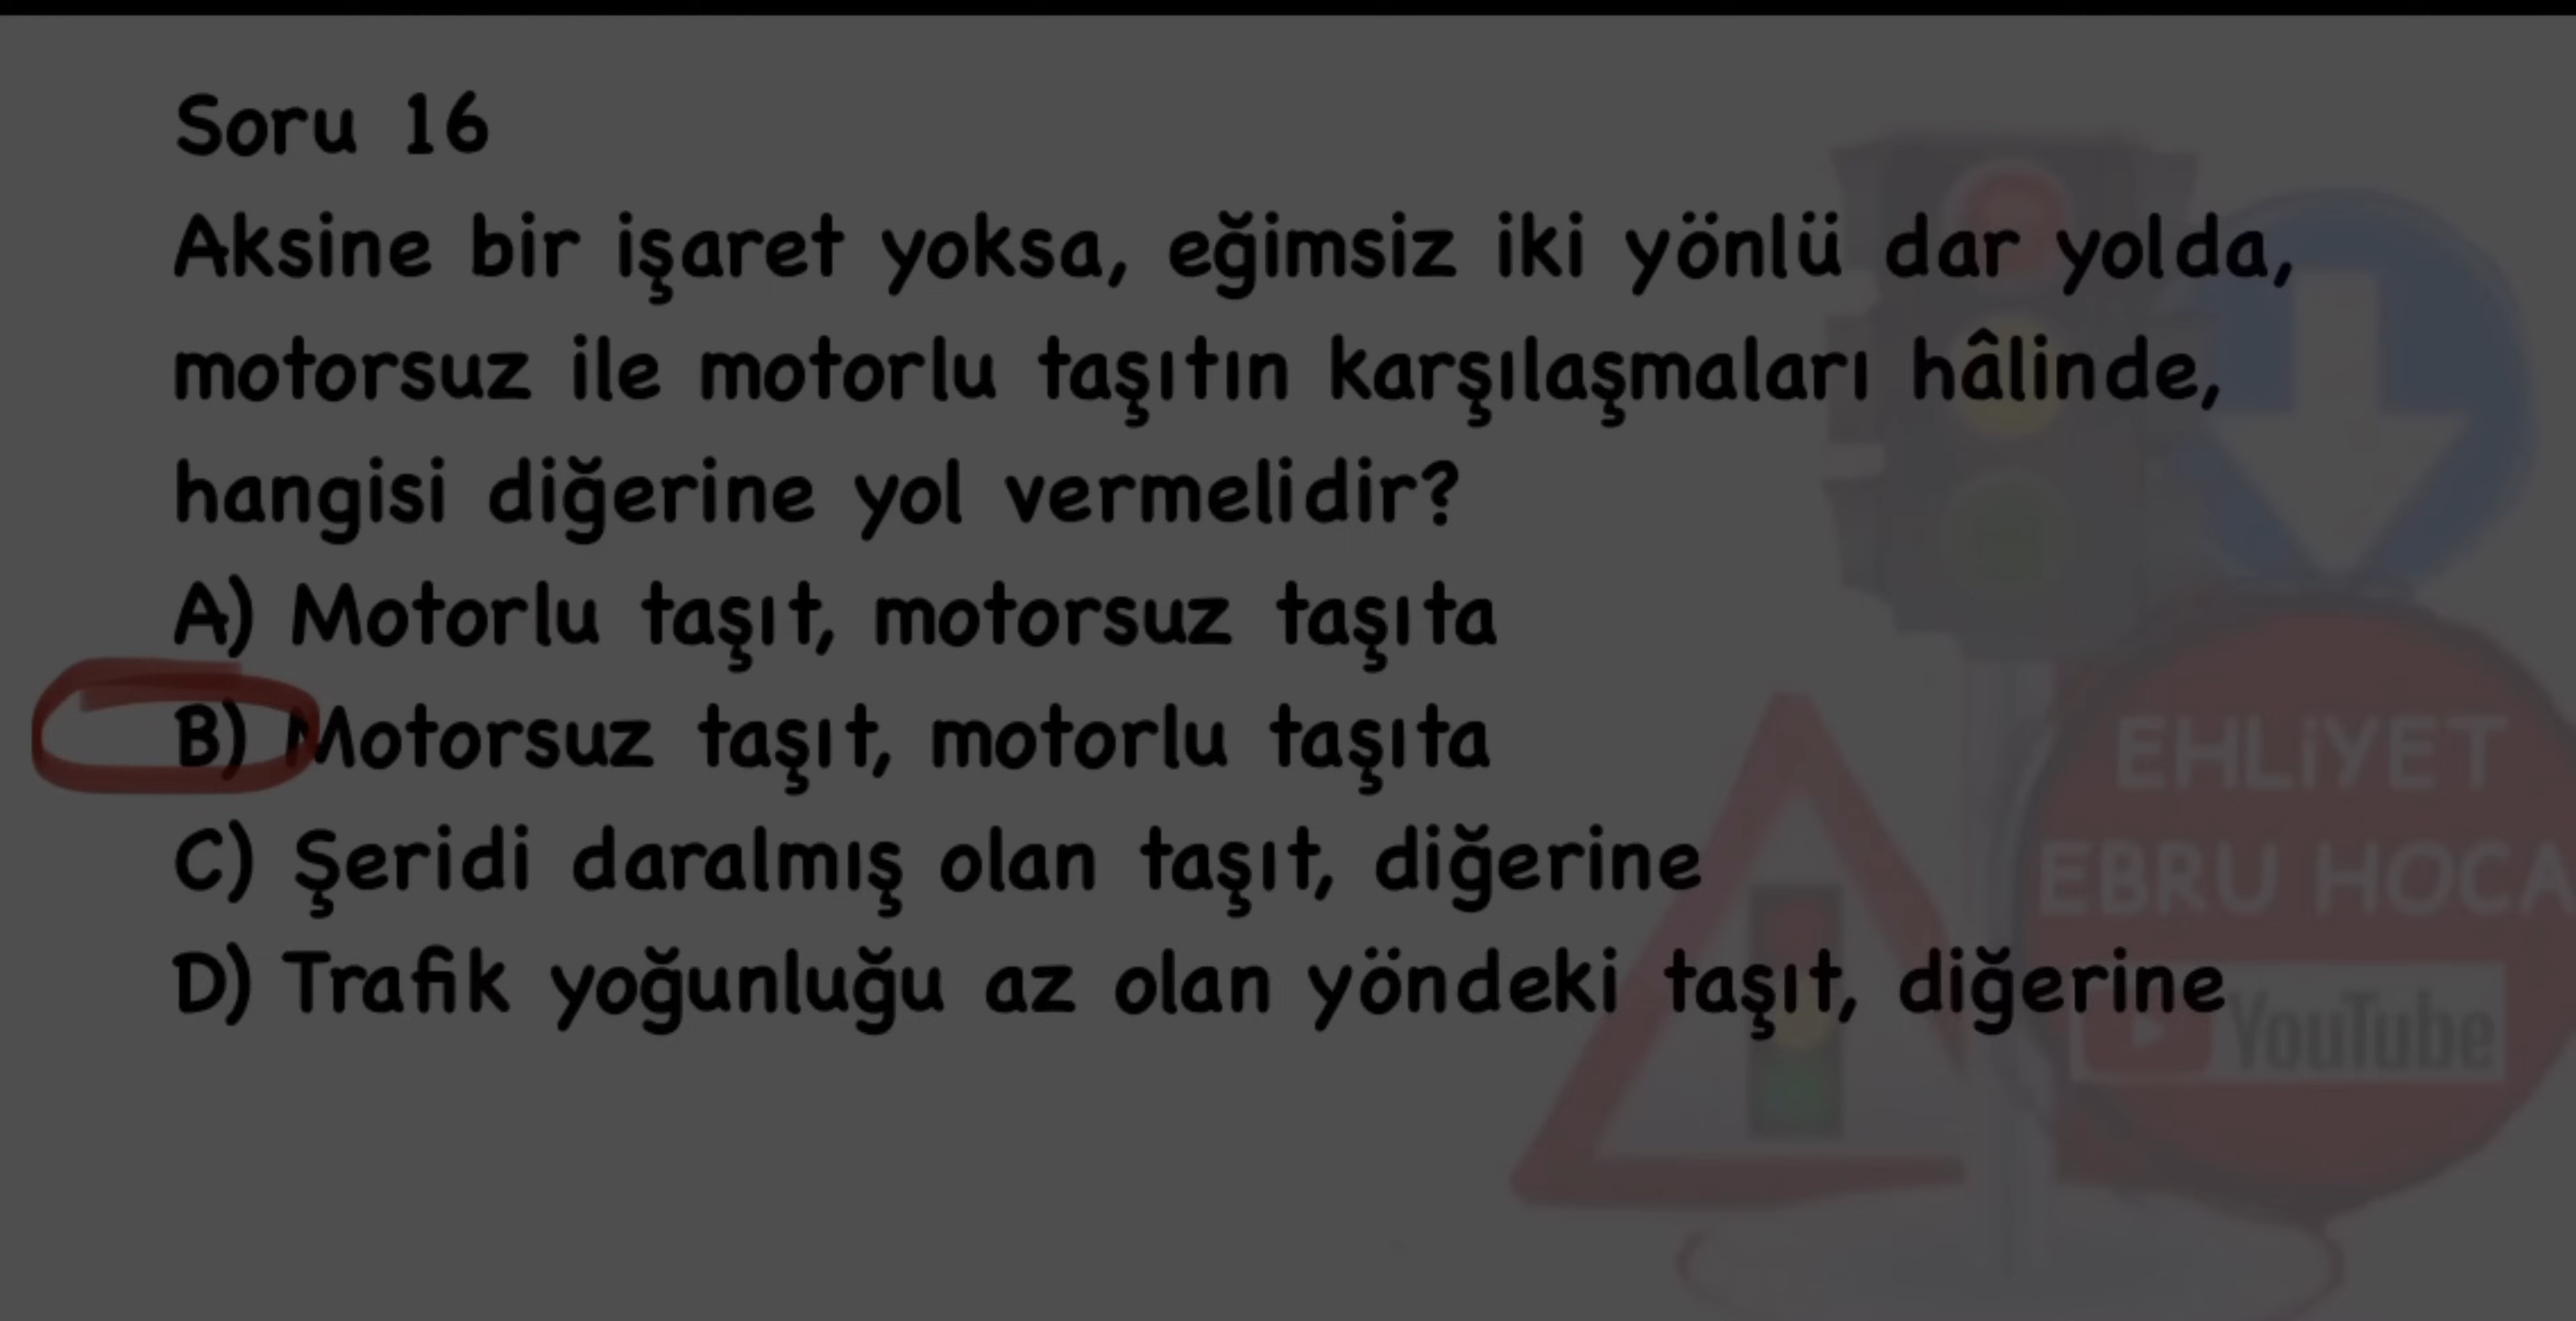 Soru 16
Aksine bir işaret yoksa, eğimsiz iki yönlü dar yolda,
motorsuz ile motorlu taşıtın karşılaşmaları hâlinde,
hangisi diğerine yol vermelidir?
A) Motorlu taşıt, motorsuz taşıta
B) Motorsuz taşıt, motorlu taşıta
C) Şeridi daralmış olan taşıt, diğerine
D) Trafik yoğunluğu az olan yöndeki taşıt, diğerine
EHLİYET
EBRU HOCA
YouTube